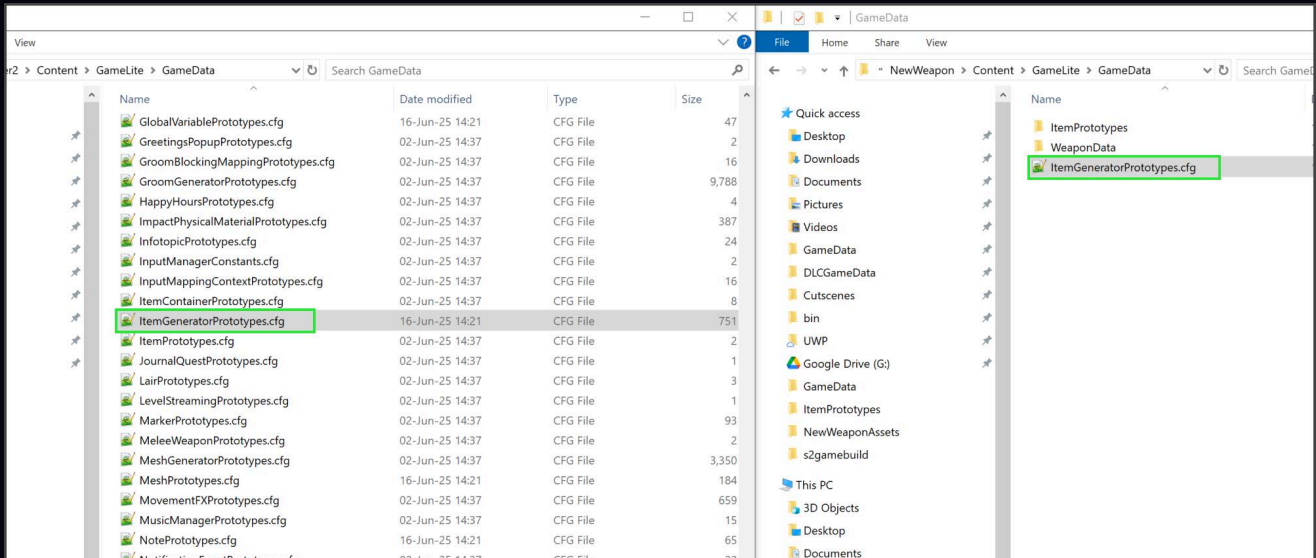 View
er2 > Content > GameLite > GameData
Search GameData
Name Date modified Type Size
GlobalVariablePrototypes.cfg 16-Jun-25 14:21 CFG File 47
GreetingsPopupPrototypes.cfg 02-Jun-25 14:37 CFG File 2
GroomBlockingMappingPrototypes.cfg 02-Jun-25 14:37 CFG File 16
GroomGeneratorPrototypes.cfg 02-Jun-25 14:37 CFG File 9,788
HappyHoursPrototypes.cfg 02-Jun-25 14:37 CFG File 4
ImpactPhysicalMaterialPrototypes.cfg 02-Jun-25 14:37 CFG File 387
InfotopicPrototypes.cfg 02-Jun-25 14:37 CFG File 24
InputManagerConstants.cfg 02-Jun-25 14:37 CFG File 2
InputMappingContextPrototypes.cfg 02-Jun-25 14:37 CFG File 16
ItemContainerPrototypes.cfg 02-Jun-25 14:37 CFG File 8
ItemGeneratorPrototypes.cfg 16-Jun-25 14:21 CFG File 751
ItemPrototypes.cfg 02-Jun-25 14:37 CFG File 2
JournalQuestPrototypes.cfg 02-Jun-25 14:37 CFG File 1
LairPrototypes.cfg 02-Jun-25 14:37 CFG File 3
LevelStreamingPrototypes.cfg 02-Jun-25 14:37 CFG File 1
MarkerPrototypes.cfg 02-Jun-25 14:37 CFG File 93
MeleeWeaponPrototypes.cfg 02-Jun-25 14:37 CFG File 2
MeshGeneratorPrototypes.cfg 02-Jun-25 14:37 CFG File 3,350
MeshPrototypes.cfg 16-Jun-25 14:21 CFG File 184
MovementFXPrototypes.cfg 02-Jun-25 14:37 CFG File 659
MusicManagerPrototypes.cfg 02-Jun-25 14:37 CFG File 15
NotePrototypes.cfg 16-Jun-25 14:21 CFG File 65
GameData
File Home Share View
« NewWeapon > Content > GameLite > GameData
Search GameD
Quick access
Desktop
Downloads
Documents
Pictures
Videos
GameData
DLCGameData
Cutscenes
bin
UWP
Google Drive (G:)
GameData
ItemPrototypes
NewWeaponAssets
s2gamebuild
This PC
3D Objects
Desktop
Documents
Name
ItemPrototypes
WeaponData
ItemGeneratorPrototypes.cfg